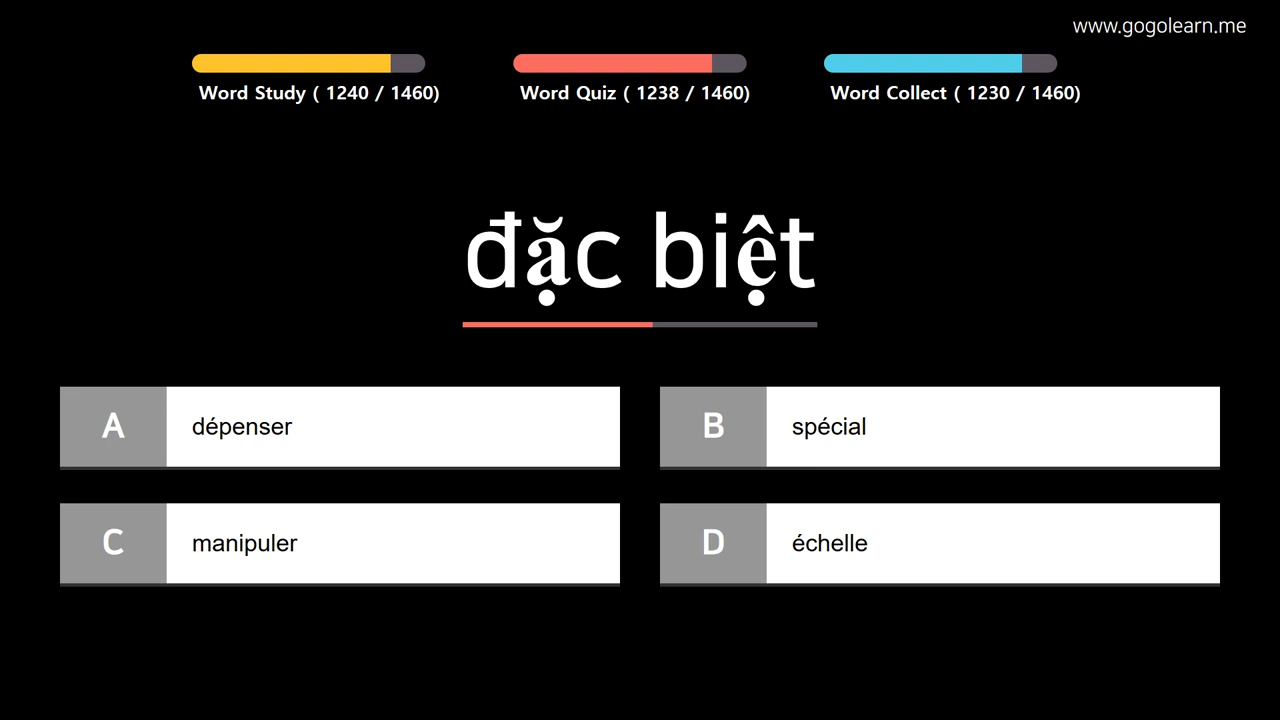 www.gogolearn.me
Word Study ( 1240 / 1460)
Word Quiz ( 1238 / 1460)
Word Collect ( 1230 / 1460)
đặc biệt
A dépenser
B spécial
C manipuler
D échelle